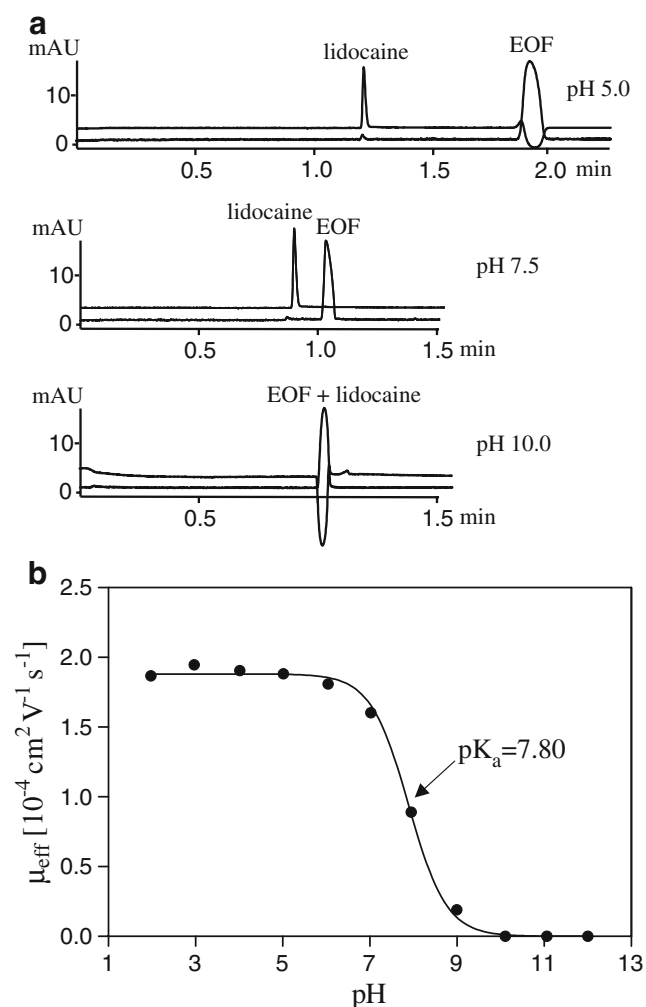 a
mAU
lidocaine
EOF
pH 5.0
10
0
0.5
1.0
1.5
2.0
min
mAU
lidocaine
EOF
pH 7.5
10
0
0.5
1.0
1.5
min
mAU
EOF + lidocaine
pH 10.0
10
0
0.5
1.5
min
b
2.5
2.0
1.5
1.0
0.5
0.0
μeff [10⁻⁴ cm² V⁻¹ s⁻¹]
pKa=7.80
1
3
5
7
9
11
13
pH